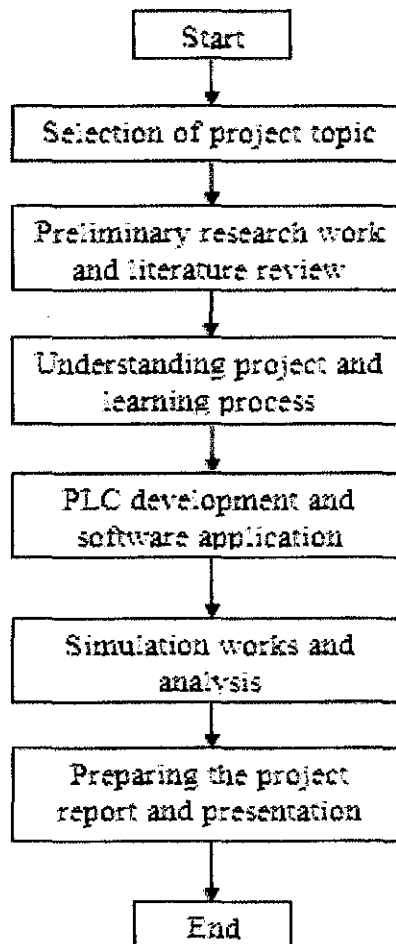 Start
Selection of project topic
Preliminary research work
and literature review
Understanding project and
learning process
PLC development and
software application
Simulation works and
analysis
Preparing the project
report and presentation
End